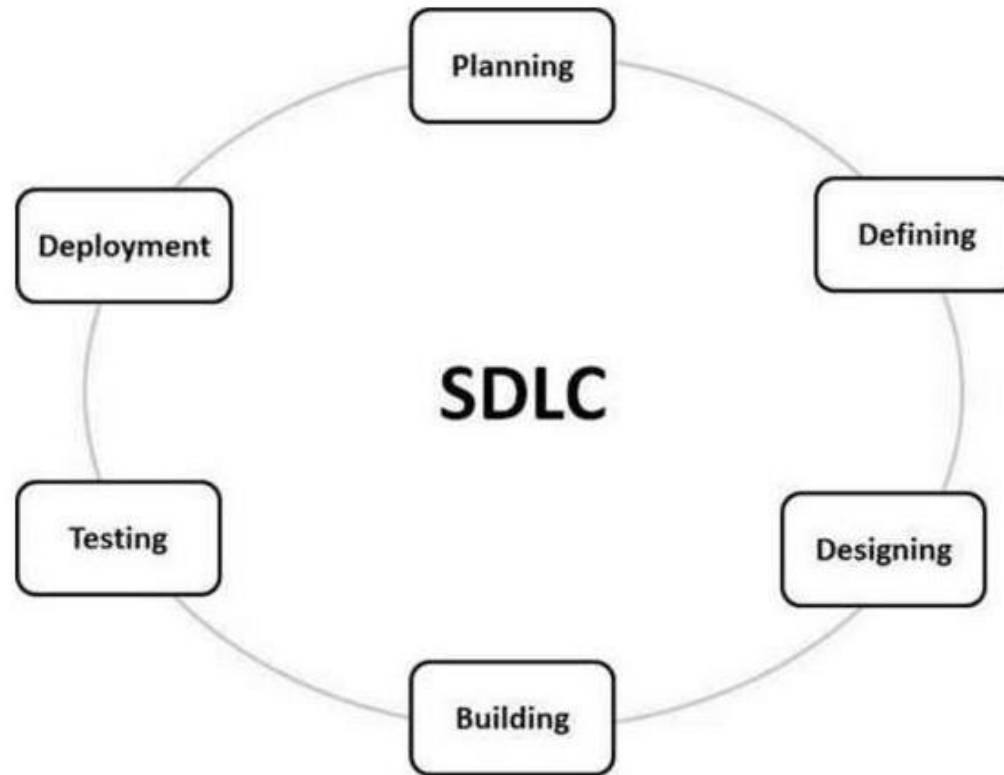 Planning
Defining
Designing
Building
Testing
Deployment
SDLC